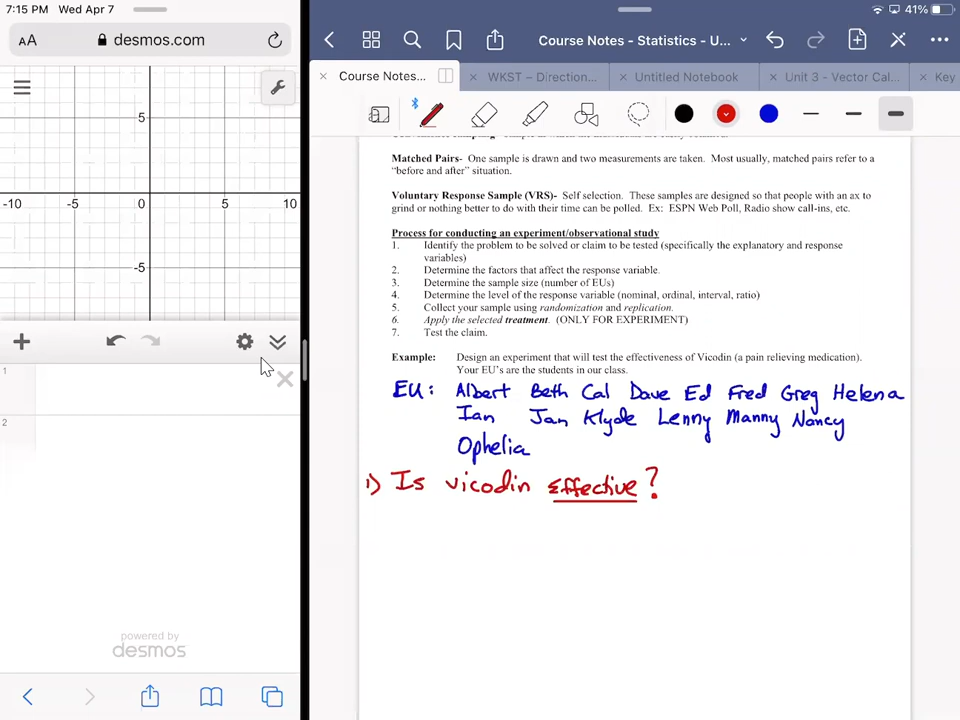 7:15 PM Wed Apr 7
41%
AA desmos.com
Course Notes - Statistics - U...
Course Notes...
WKST – Direction...
Untitled Notebook
Unit 3 - Vector Cal...
Key
5
-10 -5 0 5 10
-5
1
2
powered by
desmos
Matched Pairs- One sample is drawn and two measurements are taken. Most usually, matched pairs refer to a
“before and after” situation.
Voluntary Response Sample (VRS)- Self selection. These samples are designed so that people with an ax to
grind or nothing better to do with their time can be polled. Ex: ESPN Web Poll, Radio show call-ins, etc.
Process for conducting an experiment/observational study
1. Identify the problem to be solved or claim to be tested (specifically the explanatory and response
variables)
2. Determine the factors that affect the response variable.
3. Determine the sample size (number of EUs)
4. Determine the level of the response variable (nominal, ordinal, interval, ratio)
5. Collect your sample using randomization and replication.
6. Apply the selected treatment. (ONLY FOR EXPERIMENT)
7. Test the claim.
Example: Design an experiment that will test the effectiveness of Vicodin (a pain relieving medication).
Your EU’s are the students in our class.
EU: Albert Beth Cal Dave Ed Fred Greg Helena
Ian Jan Klyde Lenny Manny Nancy
Ophelia
1) Is vicodin effective?